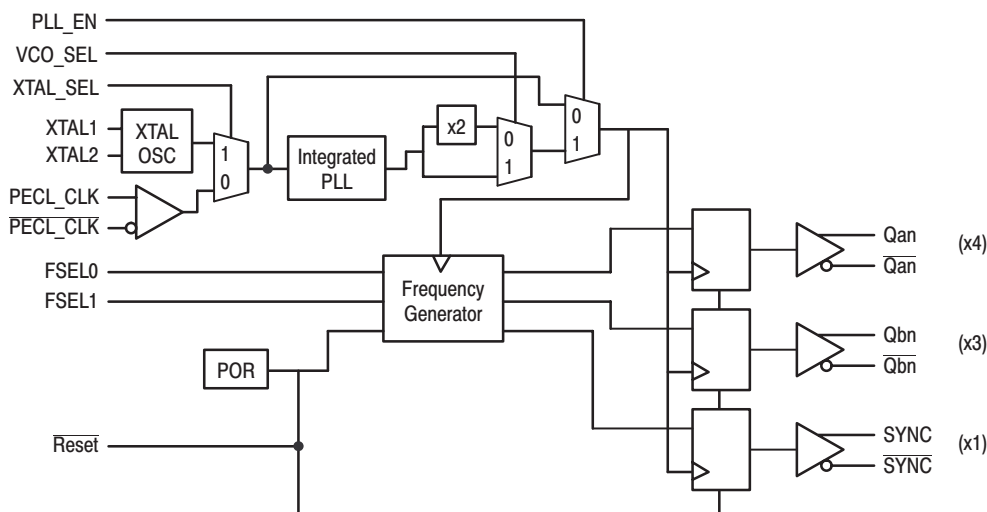 PLL_EN
VCO_SEL
XTAL_SEL
XTAL1
XTAL2
XTAL
OSC
1
0
Integrated
PLL
x2
0
1
0
1
PECL_CLK
PECL_CLK
FSEL0
FSEL1
Frequency
Generator
POR
Reset
Qan (x4)
Qan
Qbn (x3)
Qbn
SYNC (x1)
SYNC